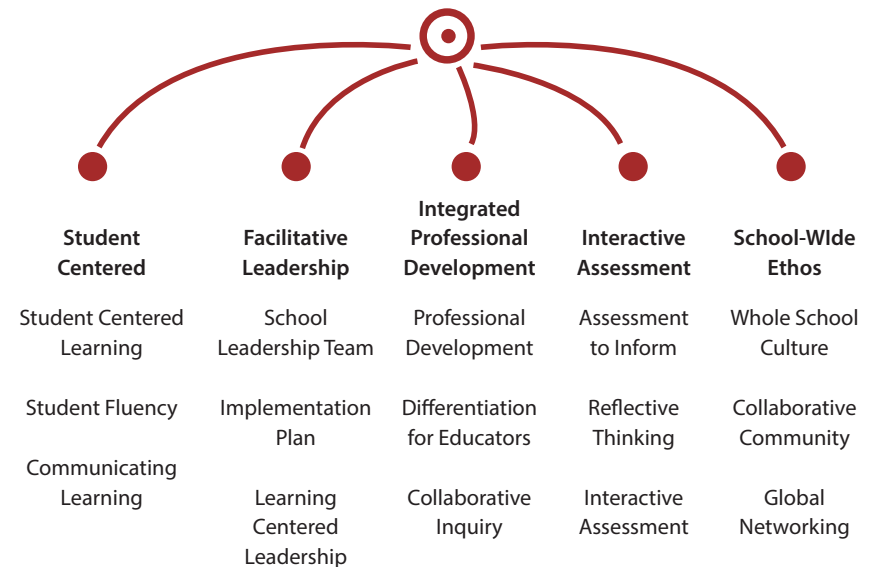 Student
Centered
Student Centered
Learning
Student Fluency
Communicating
Learning
Facilitative
Leadership
School
Leadership Team
Implementation
Plan
Learning
Centered
Leadership
Integrated
Professional
Development
Professional
Development
Differentiation
for Educators
Collaborative
Inquiry
Interactive
Assessment
Assessment
to Inform
Reflective
Thinking
Interactive
Assessment
School-WIde
Ethos
Whole School
Culture
Collaborative
Community
Global
Networking